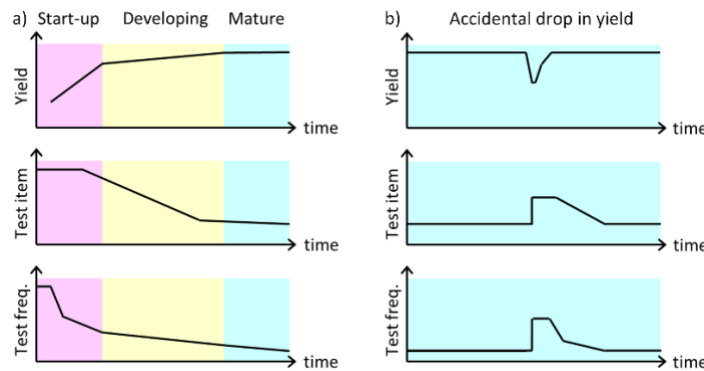 a) Start-up Developing Mature
Yield
time
Test item
time
Test freq.
time
b) Accidental drop in yield
Yield
time
Test item
time
Test freq.
time